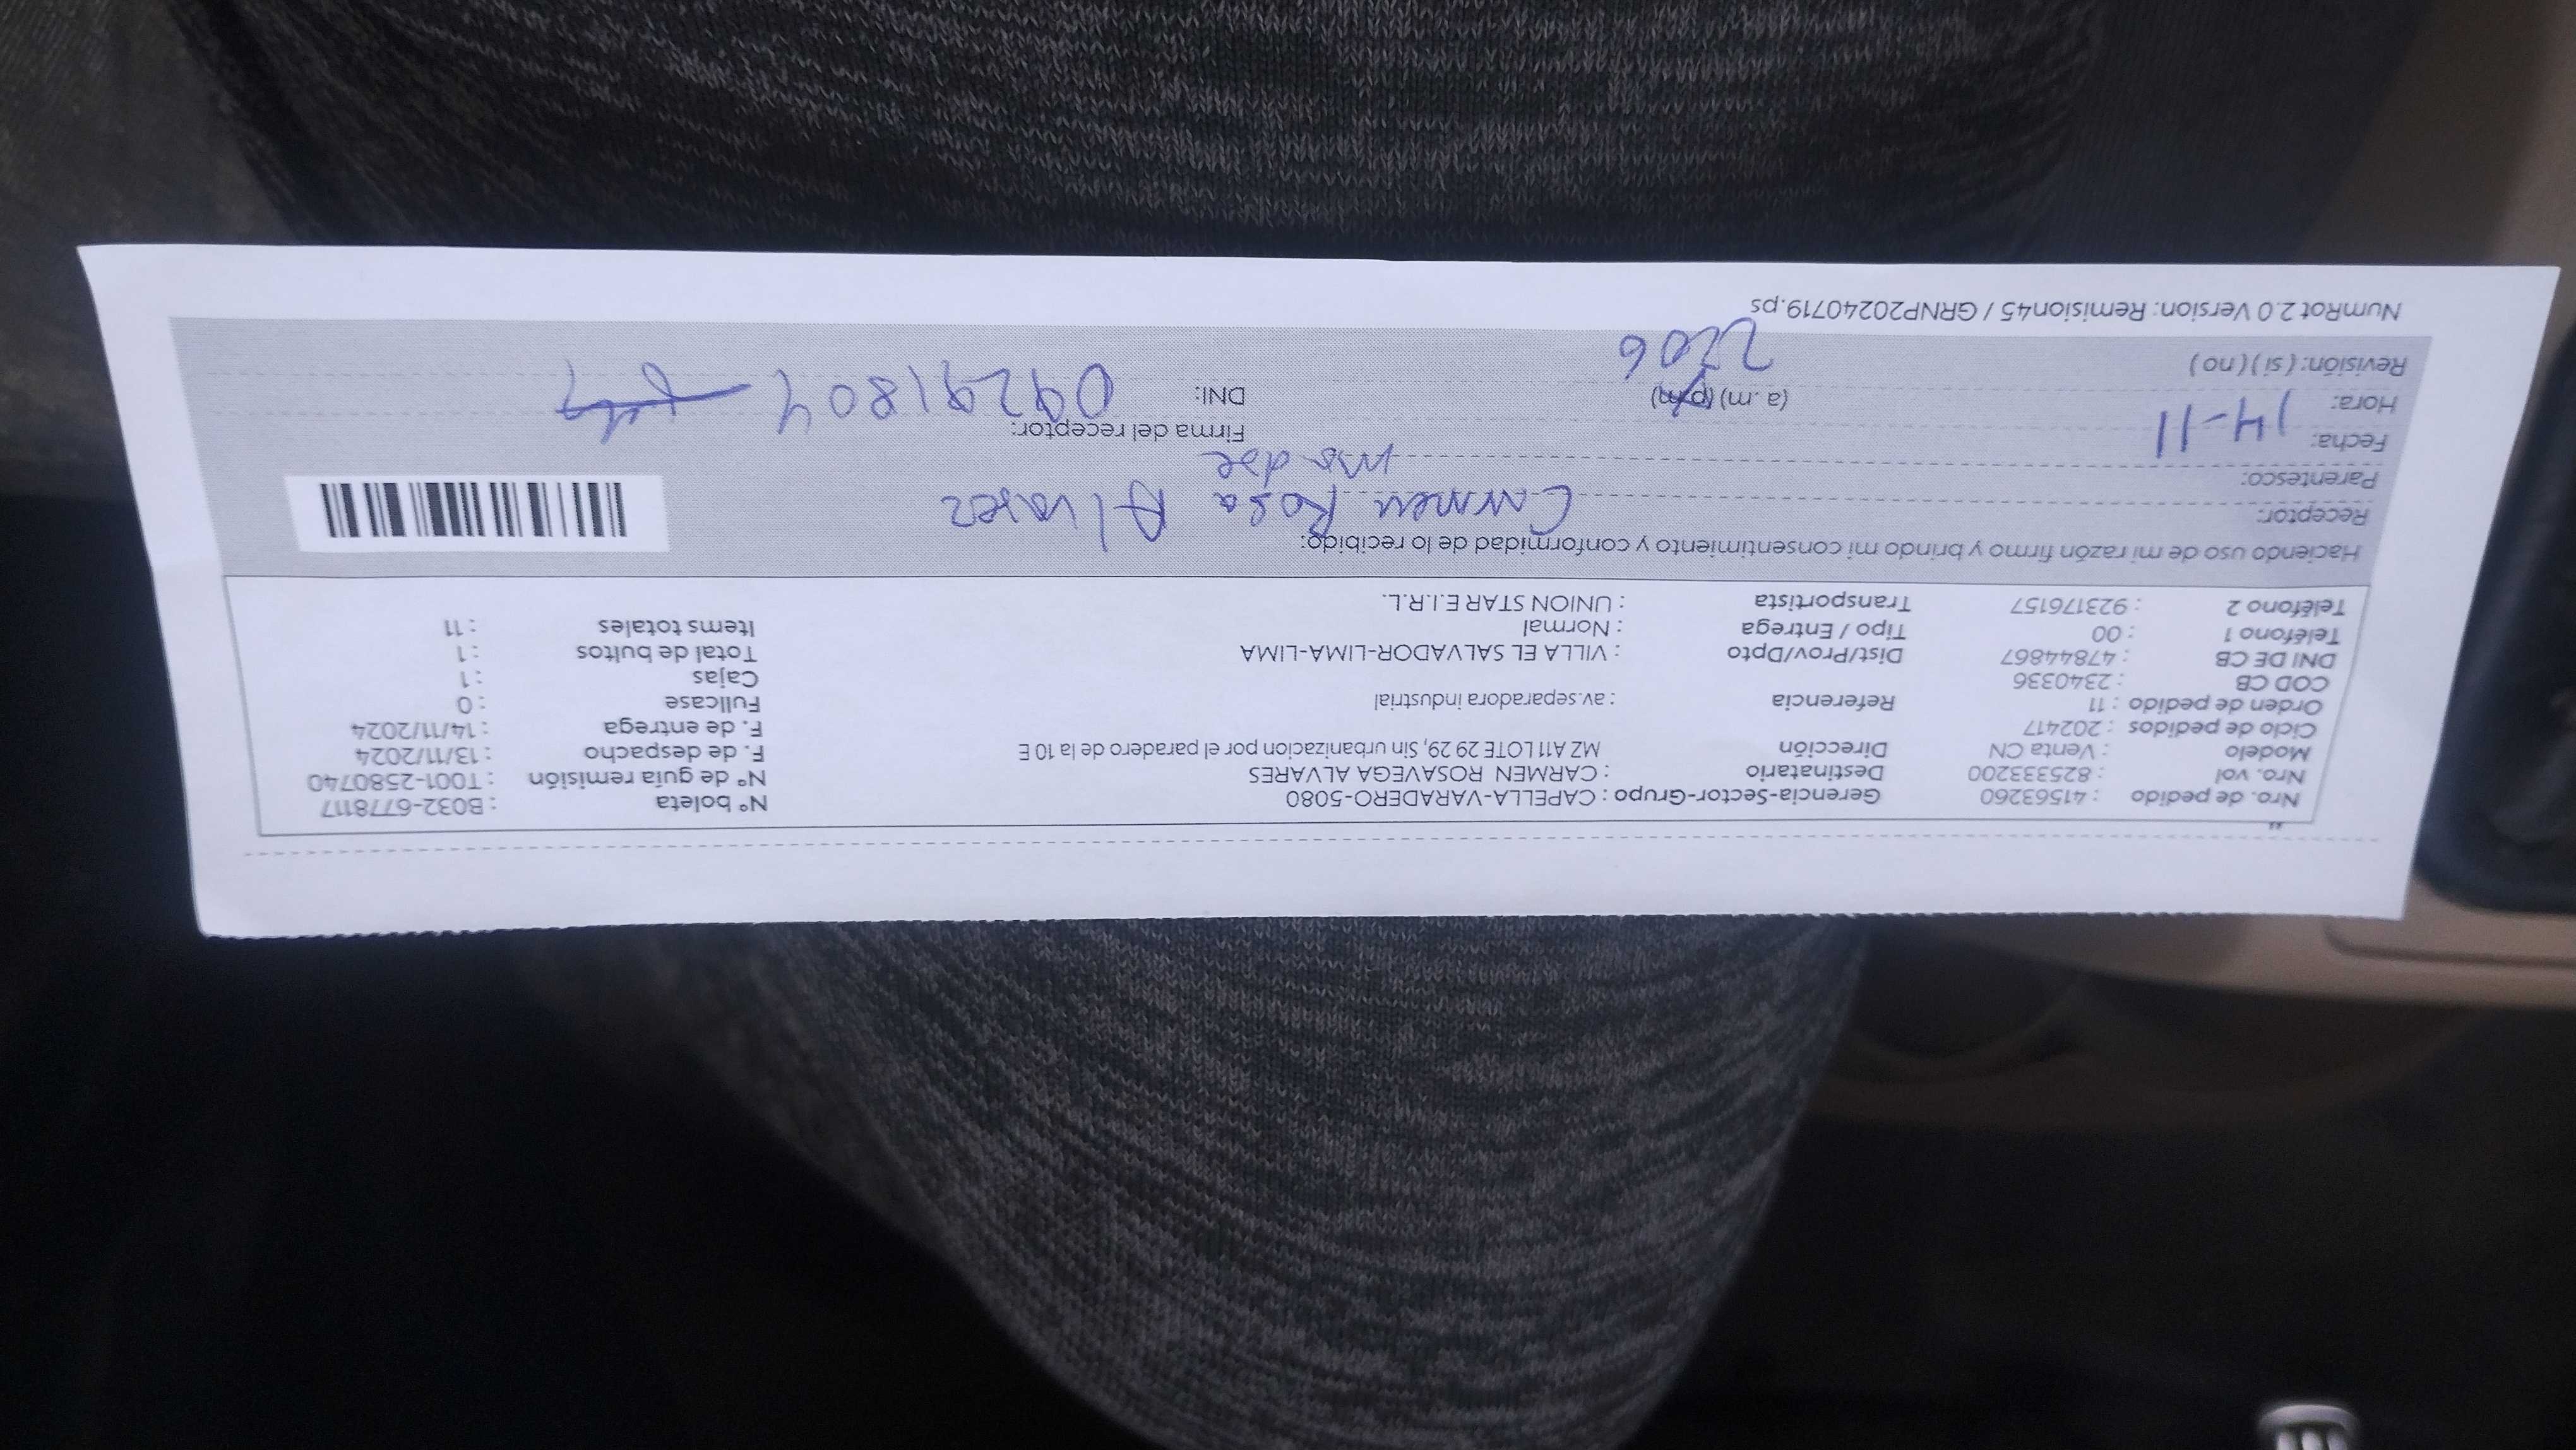 Nro. de pedido : 41563260 Gerencia-Sector-Grupo : CAPELLA-VARADERO-5080 N° boleta : B032-6778117
Nro. vol : 825333200 Destinatario : CARMEN ROSAVEGA ALVARES N° de guía remisión : T001-2580740
Modelo : Venta CN Dirección MZ A11 LOTE 29 29, Sin urbanizacion por el paradero de la 10 E F. de despacho : 13/11/2024
Ciclo de pedidos : 202417 F. de entrega : 14/11/2024
Orden de pedido : 11 Referencia : av.separadora industrial Fullcase : 0
COD CB : 2340336 Cajas : 1
DNI DE CB : 47844867 Dist/Prov/Dpto : VILLA EL SALVADOR-LIMA-LIMA Total de bultos : 1
Teléfono 1 : 00 Tipo / Entrega : Normal Items totales : 11
Teléfono 2 : 923176157 Transportista : UNION STAR E.I.R.L.
Haciendo uso de mi razón firmo y brindo mi consentimiento y conformidad de lo recibido:
Receptor: Carmen Rosa Alvarez
Parentesco: madre
Fecha: 14-11 Firma del receptor:
Hora: (a.m) (p.m) DNI: 09291804
Revisión: ( si ) ( no ) 2206
NumRot 2.0 Version: Remision45 / GRNP20240719.ps